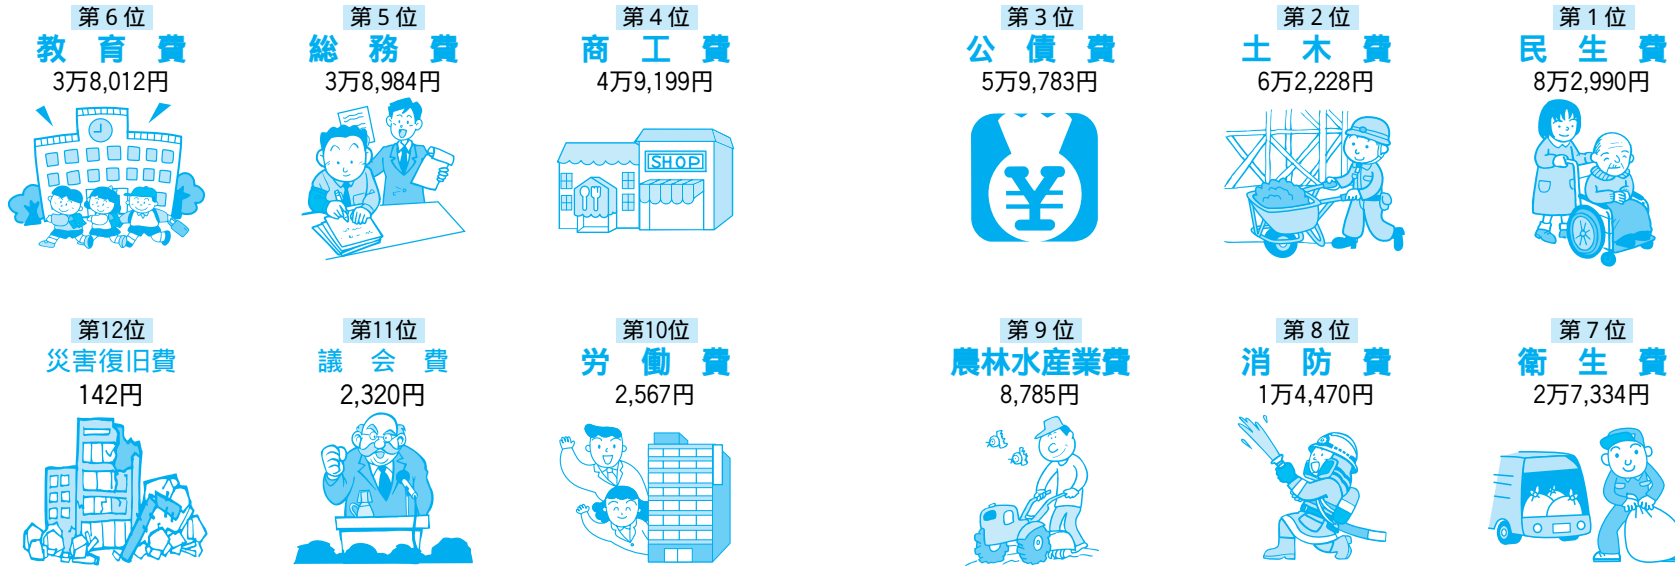 第6位
教育費
3万8,012円
第5位
総務費
3万8,984円
第4位
商工費
4万9,199円
SHOP
第3位
公債費
5万9,783円
¥
第2位
土木費
6万2,228円
第1位
民生費
8万2,990円
第12位
災害復旧費
142円
第11位
議会費
2,320円
第10位
労働費
2,567円
第9位
農林水産業費
8,785円
第8位
消防費
1万4,470円
第7位
衛生費
2万7,334円